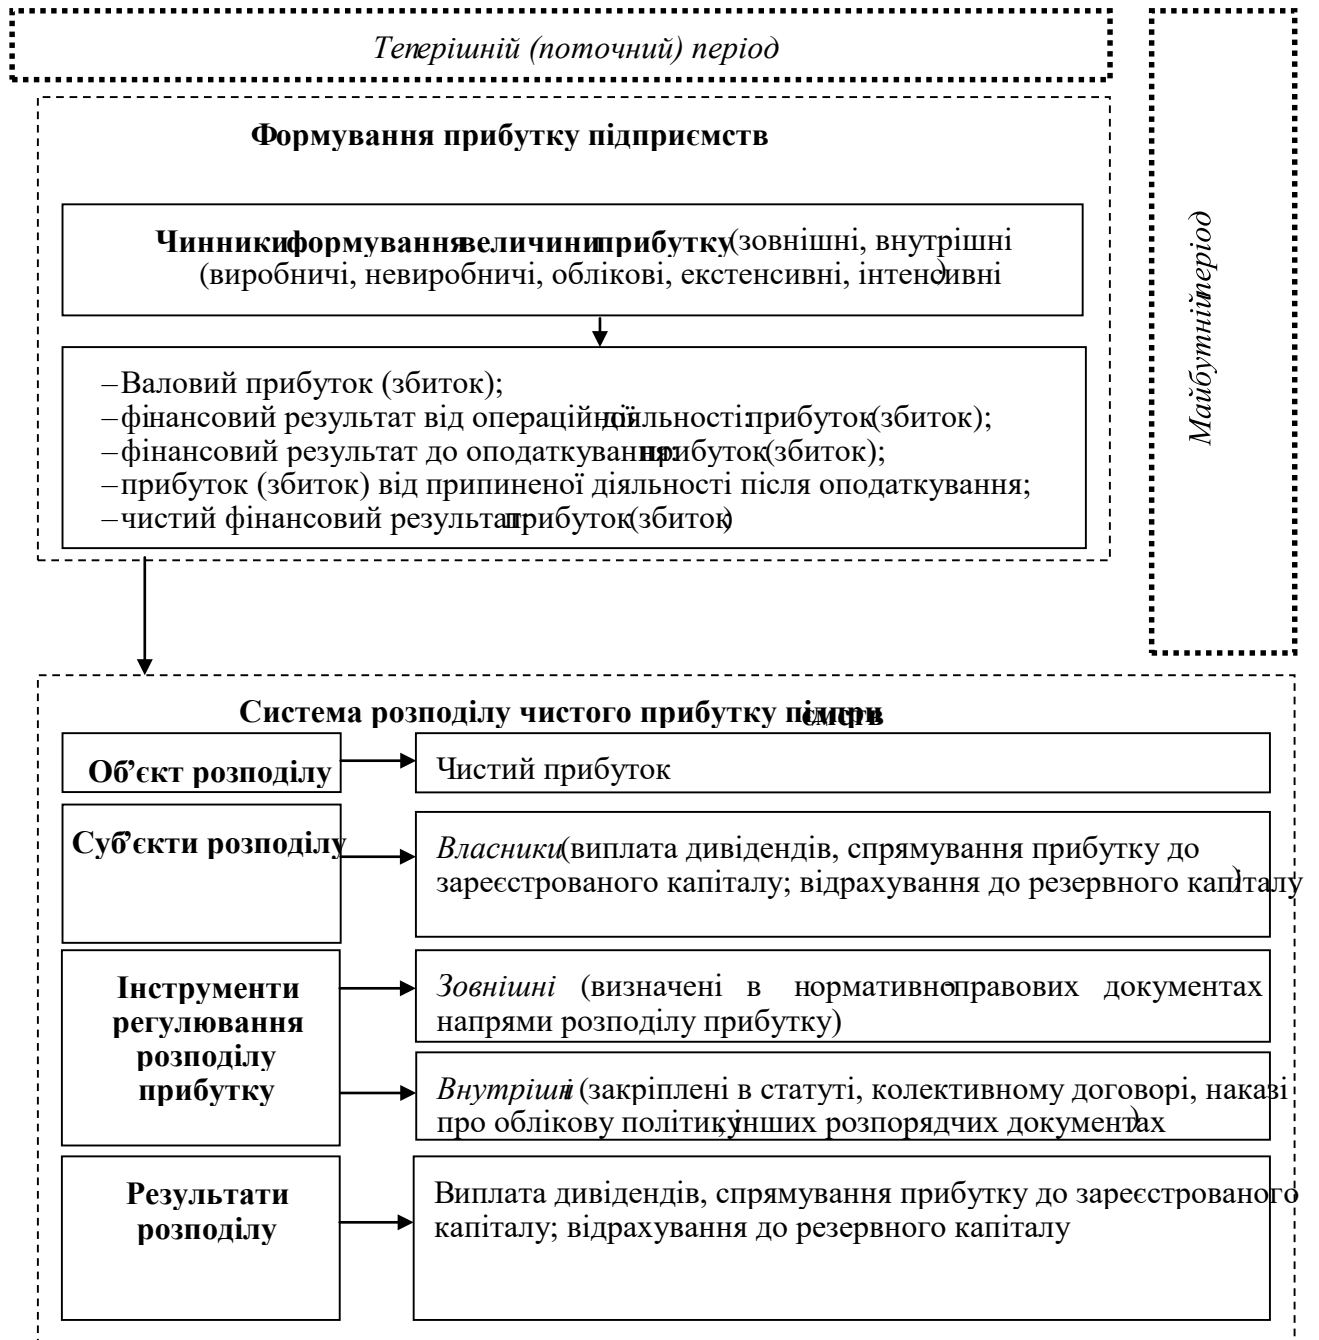 Теперішній (поточний) період
Майбутній період
Формування прибутку підприємств
Чинники формування величини прибутку (зовнішні, внутрішні
(виробничі, невиробничі, облікові, екстенсивні, інтенсивні)
– Валовий прибуток (збиток);
– фінансовий результат від операційної діяльності: прибуток (збиток);
– фінансовий результат до оподаткування: прибуток (збиток);
– прибуток (збиток) від припиненої діяльності після оподаткування;
– чистий фінансовий результат: прибуток (збиток)
Система розподілу чистого прибутку підприємств
Об’єкт розподілу
Чистий прибуток
Суб’єкти розподілу
Власники (виплата дивідендів, спрямування прибутку до
зареєстрованого капіталу; відрахування до резервного капіталу)
Інструменти
регулювання
розподілу
прибутку
Зовнішні (визначені в нормативно-правових документах
напрями розподілу прибутку)
Внутрішні (закріплені в статуті, колективному договорі, наказі
про облікову політику, інших розпорядчих документах)
Результати
розподілу
Виплата дивідендів, спрямування прибутку до зареєстрованого
капіталу; відрахування до резервного капіталу